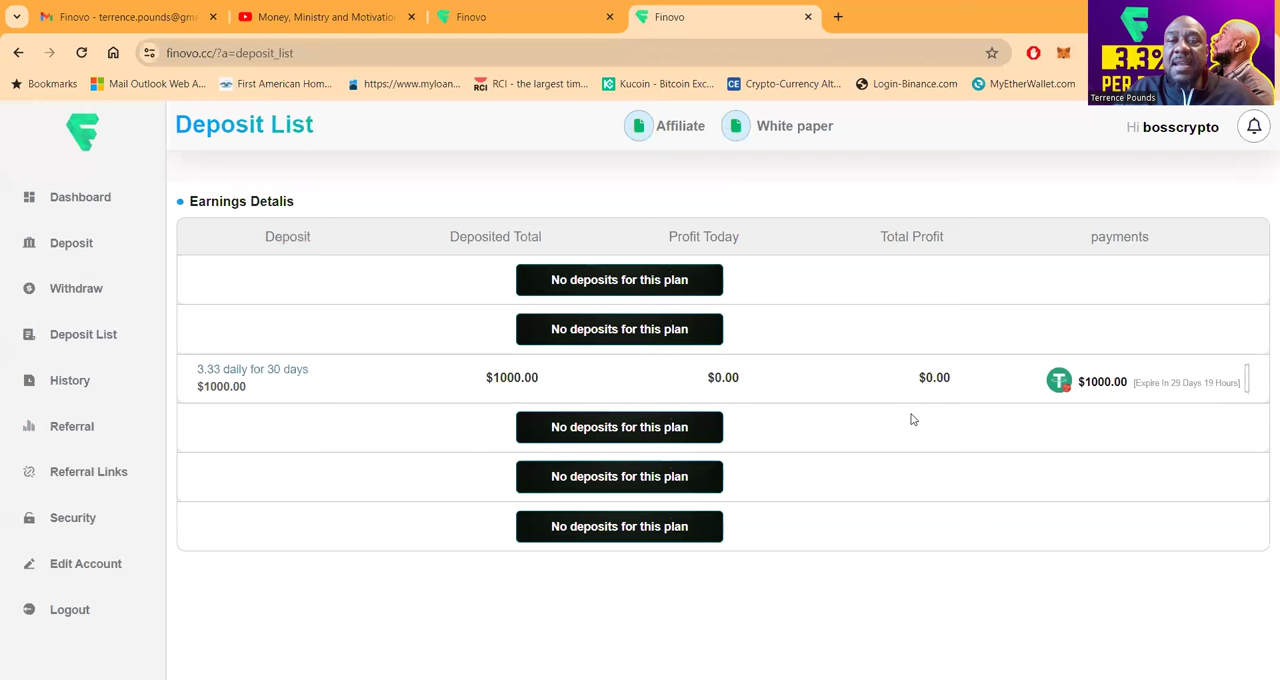 Finovo - terrence.pounds@gma
Money, Ministry and Motivation
Finovo
Finovo
finovo.cc/?a=deposit_list
Bookmarks
Mail Outlook Web A...
First American Hom...
https://www.myloan...
RCI - the largest tim...
Kucoin - Bitcoin Exc...
Crypto-Currency Alt...
Login-Binance.com
MyEtherWallet.com
3.3%
PER
Terrence Pounds
Deposit List
Affiliate
White paper
Hi bosscrypto
Dashboard
Deposit
Withdraw
Deposit List
History
Referral
Referral Links
Security
Edit Account
Logout
Earnings Detalis
Deposit Deposited Total Profit Today Total Profit payments
No deposits for this plan
No deposits for this plan
3.33 daily for 30 days
$1000.00
$1000.00 $0.00 $0.00 $1000.00 [Expire In 29 Days 19 Hours]
No deposits for this plan
No deposits for this plan
No deposits for this plan